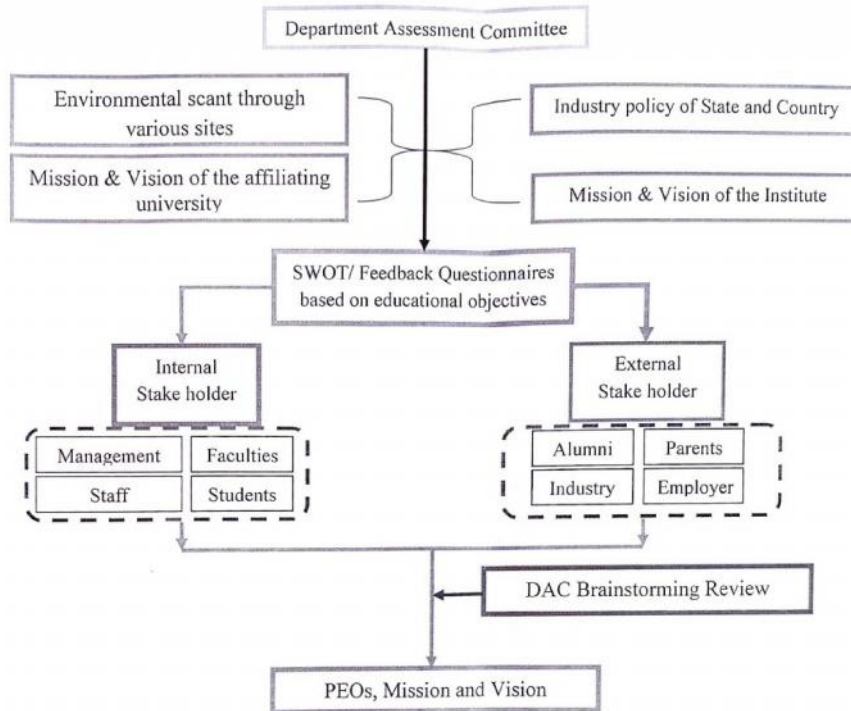 Department Assessment Committee
Environmental scant through
various sites
Industry policy of State and Country
Mission & Vision of the affiliating
university
Mission & Vision of the Institute
SWOT/ Feedback Questionnaires
based on educational objectives
Internal
Stake holder
External
Stake holder
Management
Faculties
Staff
Students
Alumni
Parents
Industry
Employer
DAC Brainstorming Review
PEOs, Mission and Vision